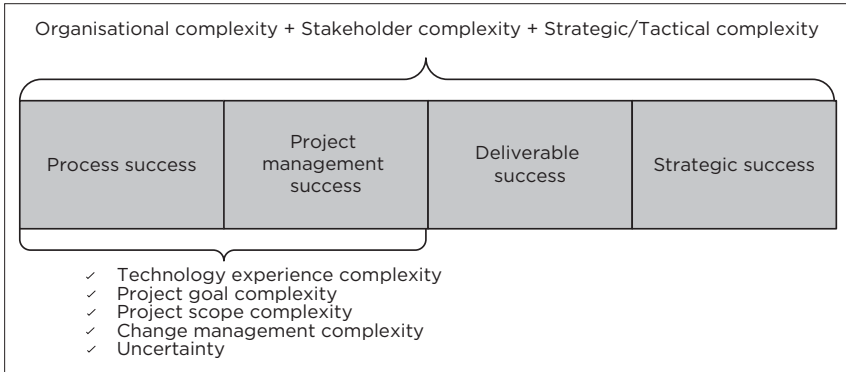 Organisational complexity + Stakeholder complexity + Strategic/Tactical complexity
Process success
Project
management
success
Deliverable
success
Strategic success
✓ Technology experience complexity
✓ Project goal complexity
✓ Project scope complexity
✓ Change management complexity
✓ Uncertainty